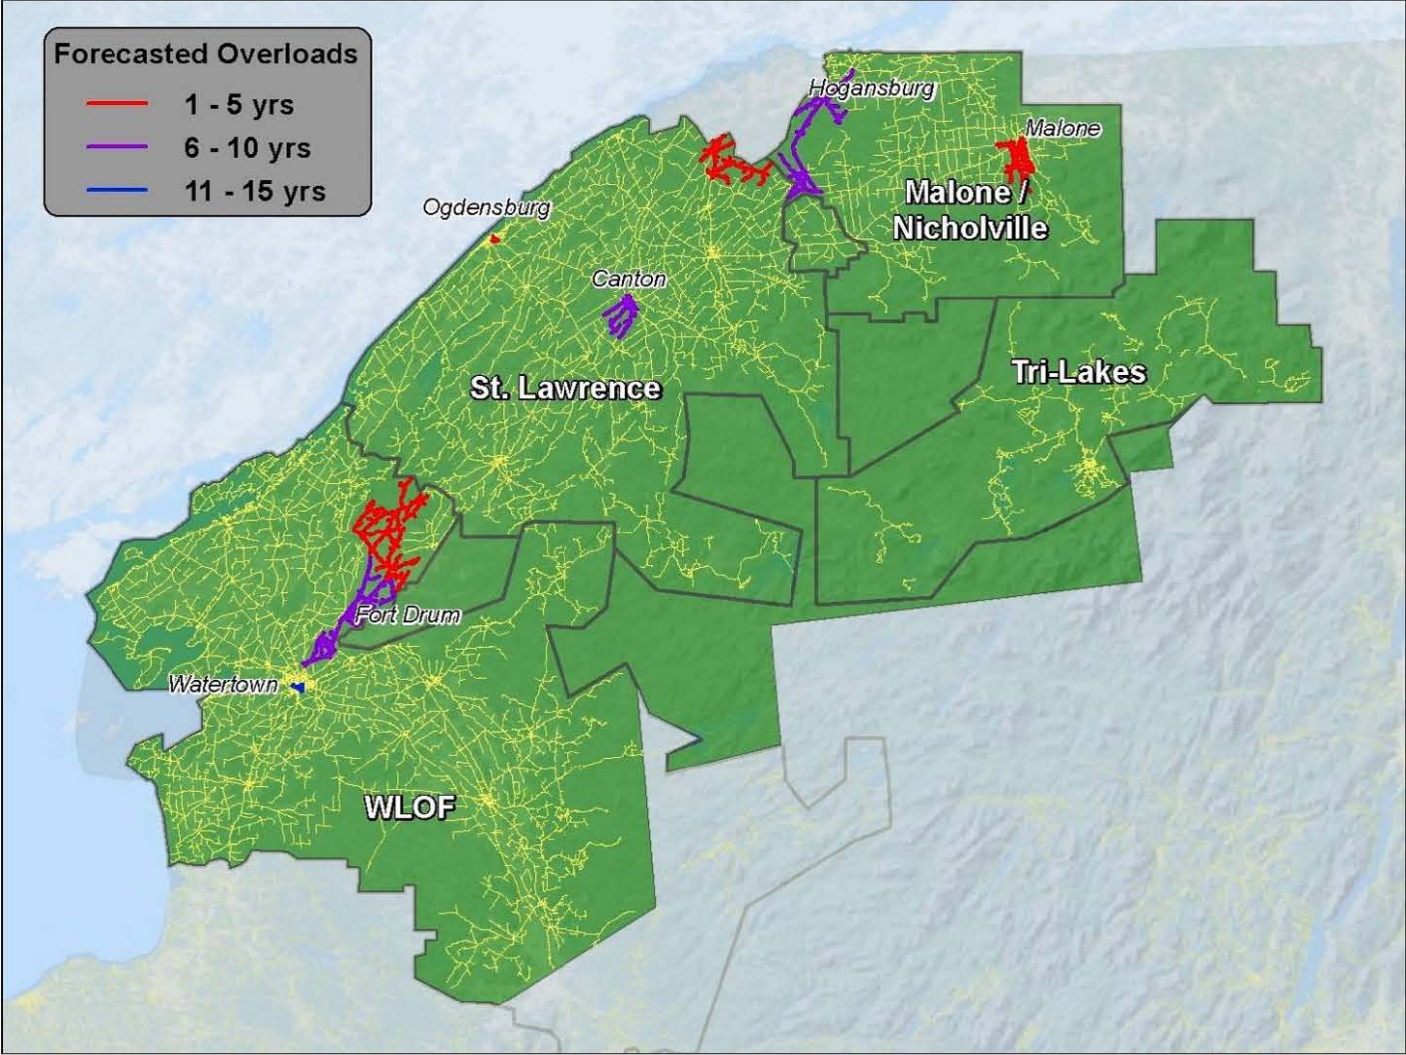 Forecasted Overloads
1 - 5 yrs
6 - 10 yrs
11 - 15 yrs
Hogansburg
Malone
Malone /
Nicholville
Ogdensburg
Canton
Tri-Lakes
St. Lawrence
Fort Drum
Watertown
WLOF